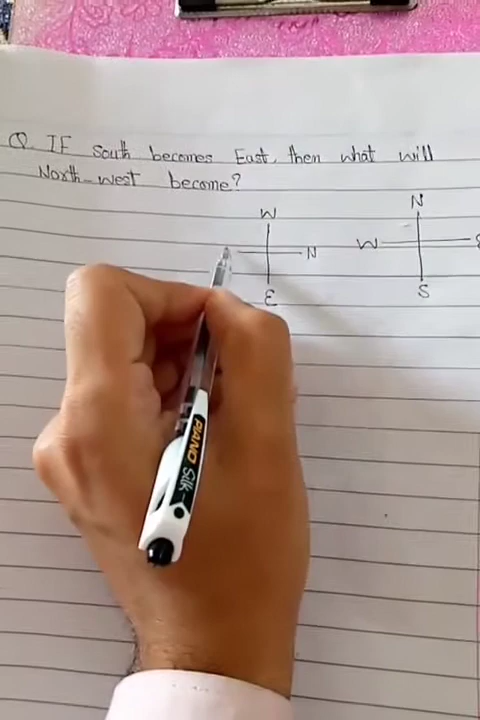 Q. IF South becomes East, then what will
North-west become?
W
N
E
N
W
S
PIANO Silk